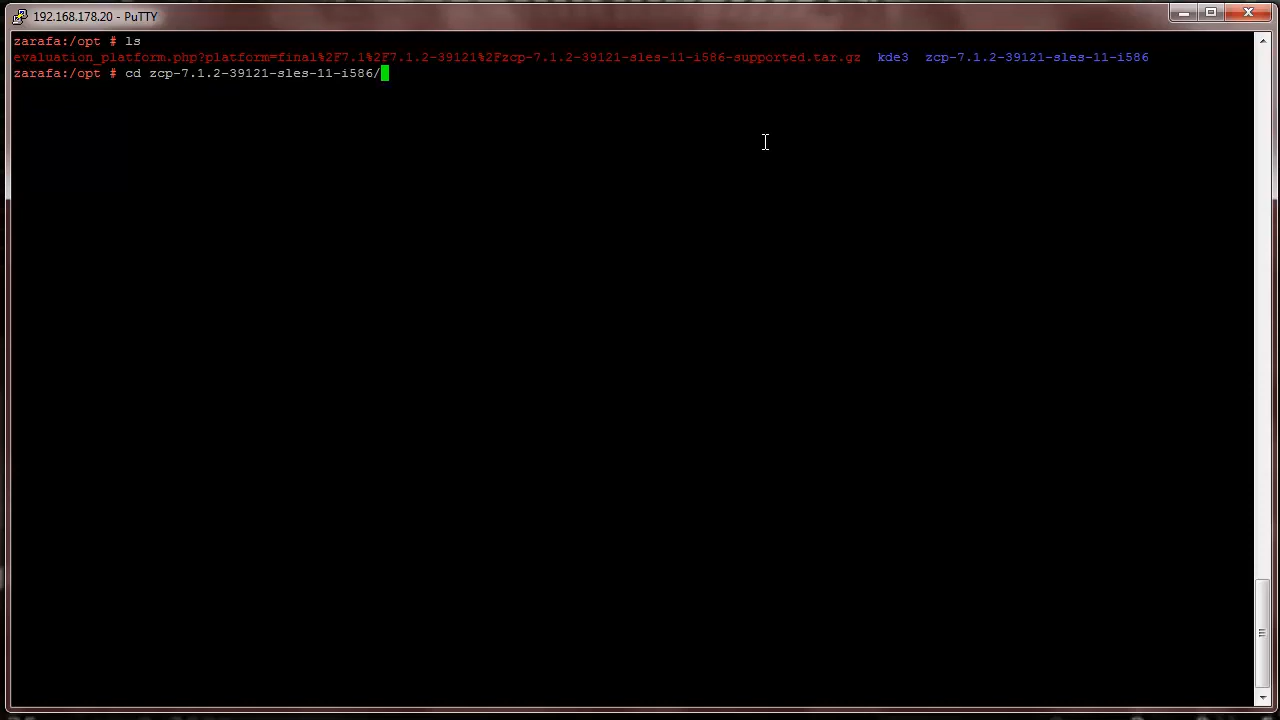 192.168.178.20 - PuTTY
zarafa:/opt # ls
evaluation_platform.php?platform=final%2F7.1%2F7.1.2-39121%2Fzcp-7.1.2-39121-sles-11-i586-supported.tar.gz  kde3  zcp-7.1.2-39121-sles-11-i586
zarafa:/opt # cd zcp-7.1.2-39121-sles-11-i586/